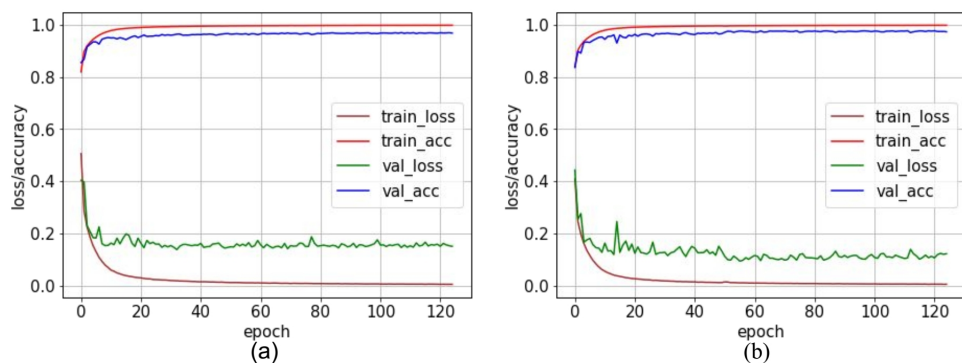 loss/accuracy
1.0
0.8
0.6
0.4
0.2
0.0
train_loss
train_acc
val_loss
val_acc
0 20 40 60 80 100 120
epoch
(a)
loss/accuracy
1.0
0.8
0.6
0.4
0.2
0.0
train_loss
train_acc
val_loss
val_acc
0 20 40 60 80 100 120
epoch
(b)